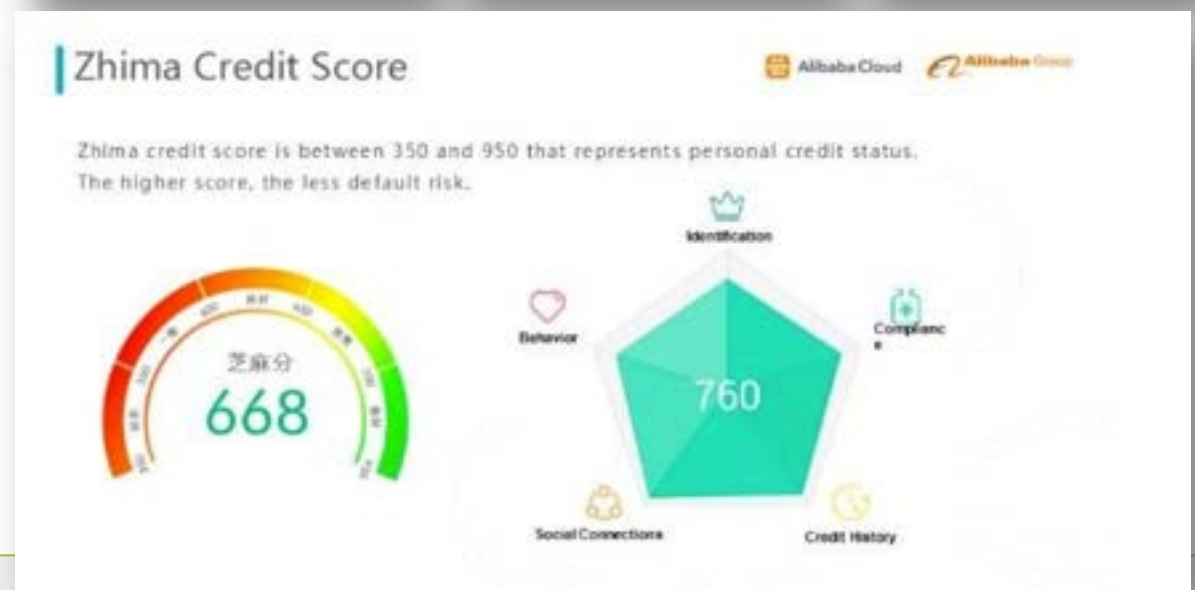 Zhima Credit Score
Alibaba Cloud
Alibaba Group
Zhima credit score is between 350 and 950 that represents personal credit status.
The higher score, the less default risk.
Identification
Behavior
Complianc
e
芝麻分
668
760
Social Connections
Credit History